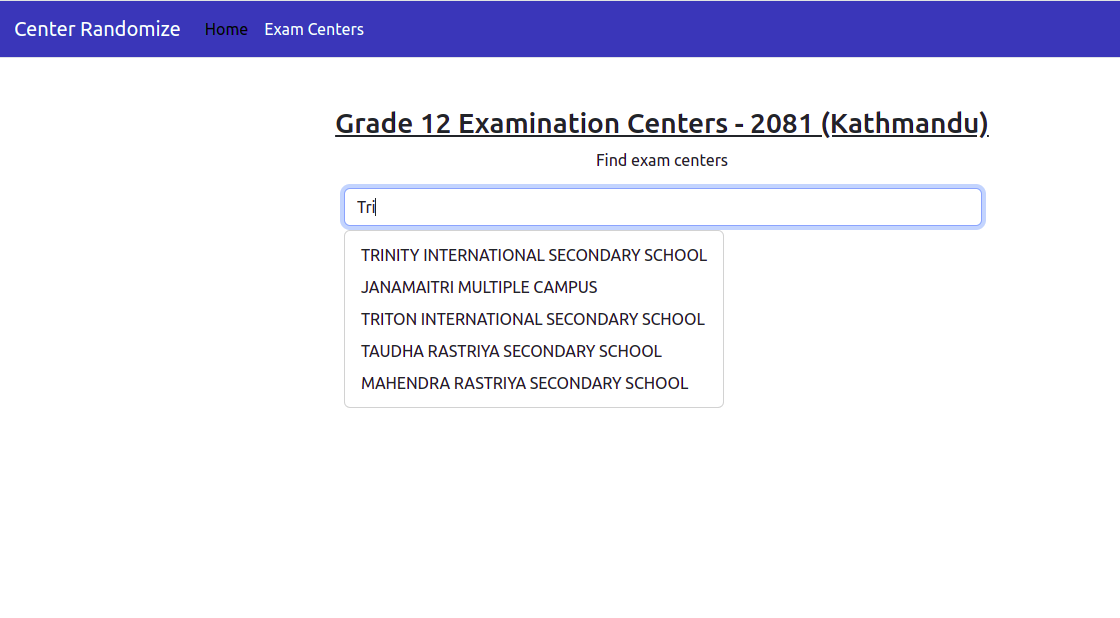 Center Randomize Home Exam Centers
Grade 12 Examination Centers - 2081 (Kathmandu)
Find exam centers
Tri
TRINITY INTERNATIONAL SECONDARY SCHOOL
JANAMAITRI MULTIPLE CAMPUS
TRITON INTERNATIONAL SECONDARY SCHOOL
TAUDHA RASTRIYA SECONDARY SCHOOL
MAHENDRA RASTRIYA SECONDARY SCHOOL